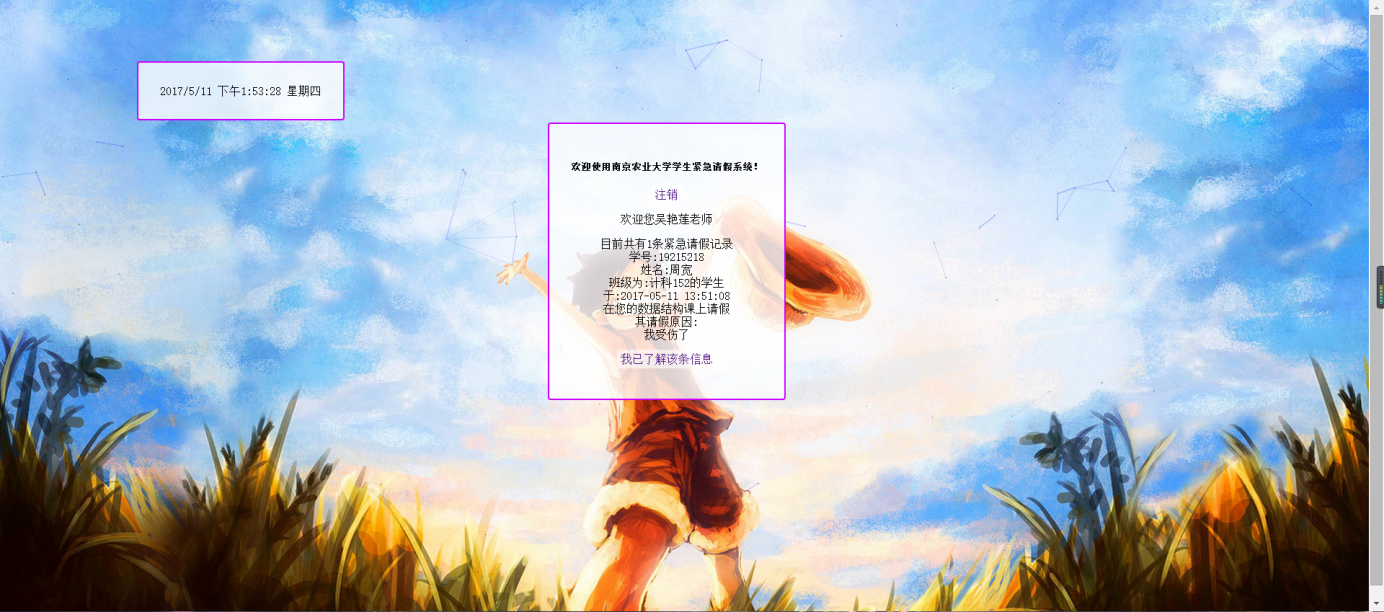 2017/5/11 下午1:53:28 星期四
欢迎使用南京农业大学学生紧急请假系统!
注销
欢迎您吴艳莲老师
目前共有1条紧急请假记录
学号:19215218
姓名:周宽
班级为:计科152的学生
于:2017-05-11 13:51:08
在您的数据结构课上请假
其请假原因:
我受伤了
我已了解该条信息